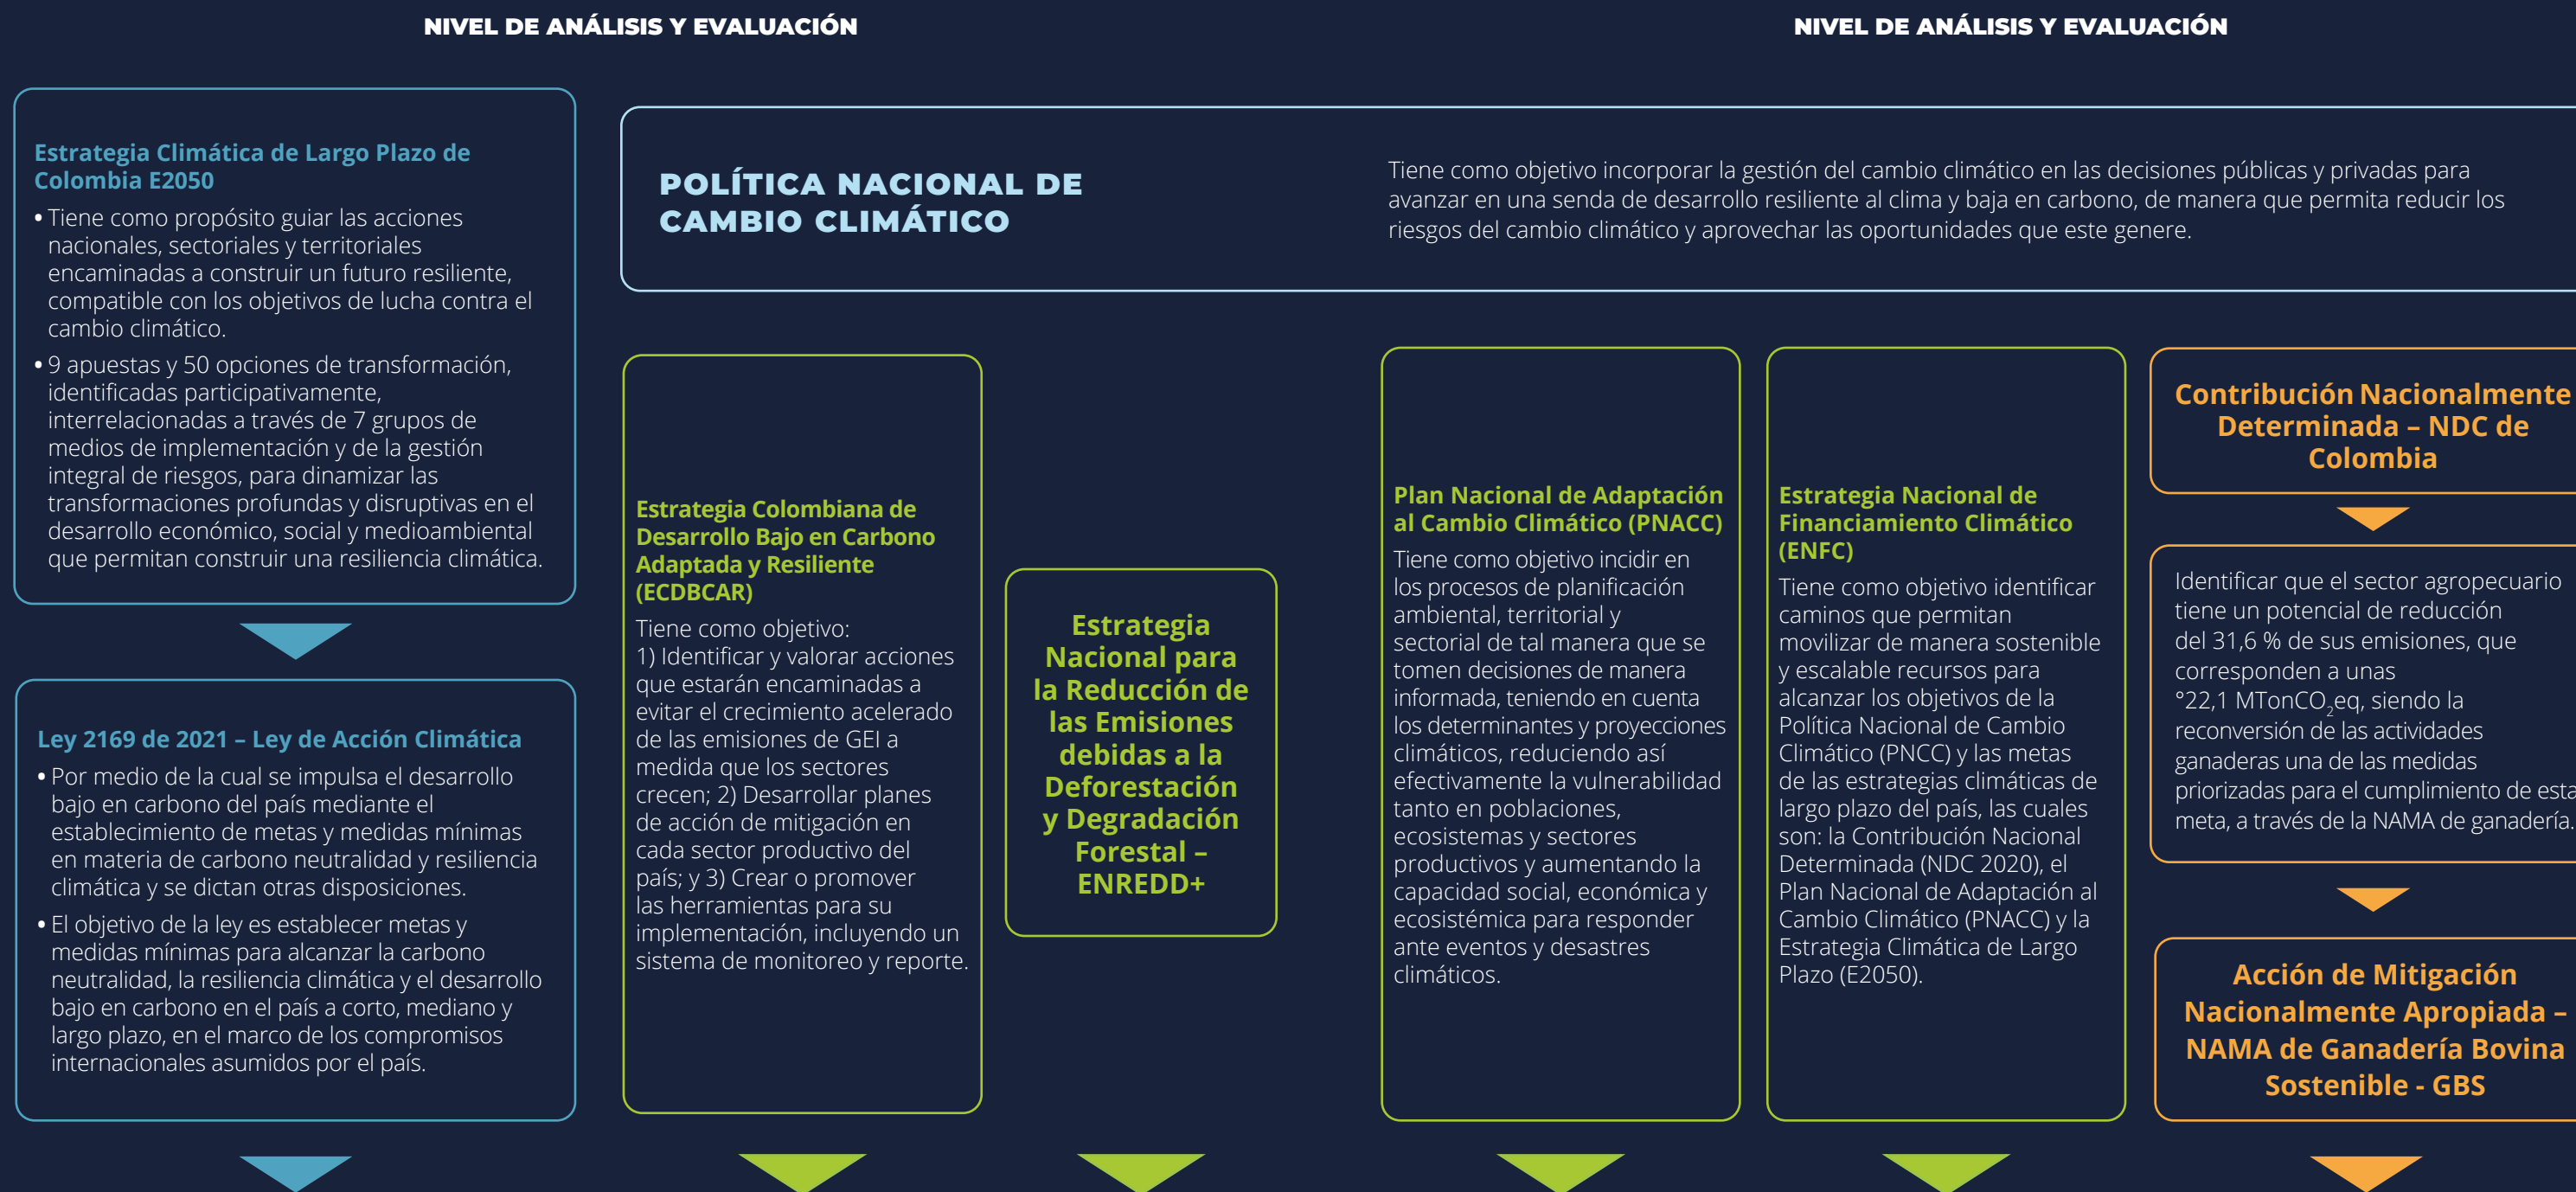 NIVEL DE ANÁLISIS Y EVALUACIÓN
NIVEL DE ANÁLISIS Y EVALUACIÓN
Estrategia Climática de Largo Plazo de
Colombia E2050
• Tiene como propósito guiar las acciones
nacionales, sectoriales y territoriales
encaminadas a construir un futuro resiliente,
compatible con los objetivos de lucha contra el
cambio climático.
• 9 apuestas y 50 opciones de transformación,
identificadas participativamente,
interrelacionadas a través de 7 grupos de
medios de implementación y de la gestión
integral de riesgos, para dinamizar las
transformaciones profundas y disruptivas en el
desarrollo económico, social y medioambiental
que permitan construir una resiliencia climática.
Ley 2169 de 2021 – Ley de Acción Climática
• Por medio de la cual se impulsa el desarrollo
bajo en carbono del país mediante el
establecimiento de metas y medidas mínimas
en materia de carbono neutralidad y resiliencia
climática y se dictan otras disposiciones.
• El objetivo de la ley es establecer metas y
medidas mínimas para alcanzar la carbono
neutralidad, la resiliencia climática y el desarrollo
bajo en carbono en el país a corto, mediano y
largo plazo, en el marco de los compromisos
internacionales asumidos por el país.
POLÍTICA NACIONAL DE
CAMBIO CLIMÁTICO
Tiene como objetivo incorporar la gestión del cambio climático en las decisiones públicas y privadas para
avanzar en una senda de desarrollo resiliente al clima y baja en carbono, de manera que permita reducir los
riesgos del cambio climático y aprovechar las oportunidades que este genere.
Estrategia Colombiana de
Desarrollo Bajo en Carbono
Adaptada y Resiliente
(ECDBCAR)
Tiene como objetivo:
1) Identificar y valorar acciones
que estarán encaminadas a
evitar el crecimiento acelerado
de las emisiones de GEI a
medida que los sectores
crecen; 2) Desarrollar planes
de acción de mitigación en
cada sector productivo del
país; y 3) Crear o promover
las herramientas para su
implementación, incluyendo un
sistema de monitoreo y reporte.
Estrategia
Nacional para
la Reducción de
las Emisiones
debidas a la
Deforestación
y Degradación
Forestal –
ENREDD+
Plan Nacional de Adaptación
al Cambio Climático (PNACC)
Tiene como objetivo incidir en
los procesos de planificación
ambiental, territorial y
sectorial de tal manera que se
tomen decisiones de manera
informada, teniendo en cuenta
los determinantes y proyecciones
climáticos, reduciendo así
efectivamente la vulnerabilidad
tanto en poblaciones,
ecosistemas y sectores
productivos y aumentando la
capacidad social, económica y
ecosistémica para responder
ante eventos y desastres
climáticos.
Estrategia Nacional de
Financiamiento Climático
(ENFC)
Tiene como objetivo identificar
caminos que permitan
movilizar de manera sostenible
y escalable recursos para
alcanzar los objetivos de la
Política Nacional de Cambio
Climático (PNCC) y las metas
de las estrategias climáticas de
largo plazo del país, las cuales
son: la Contribución Nacional
Determinada (NDC 2020), el
Plan Nacional de Adaptación al
Cambio Climático (PNACC) y la
Estrategia Climática de Largo
Plazo (E2050).
Contribución Nacionalmente
Determinada – NDC de
Colombia
Identificar que el sector agropecuario
tiene un potencial de reducción
del 31,6 % de sus emisiones, que
corresponden a unas
°22,1 MTonCO₂eq, siendo la
reconversión de las actividades
ganaderas una de las medidas
priorizadas para el cumplimiento de esta
meta, a través de la NAMA de ganadería.
Acción de Mitigación
Nacionalmente Apropiada –
NAMA de Ganadería Bovina
Sostenible - GBS